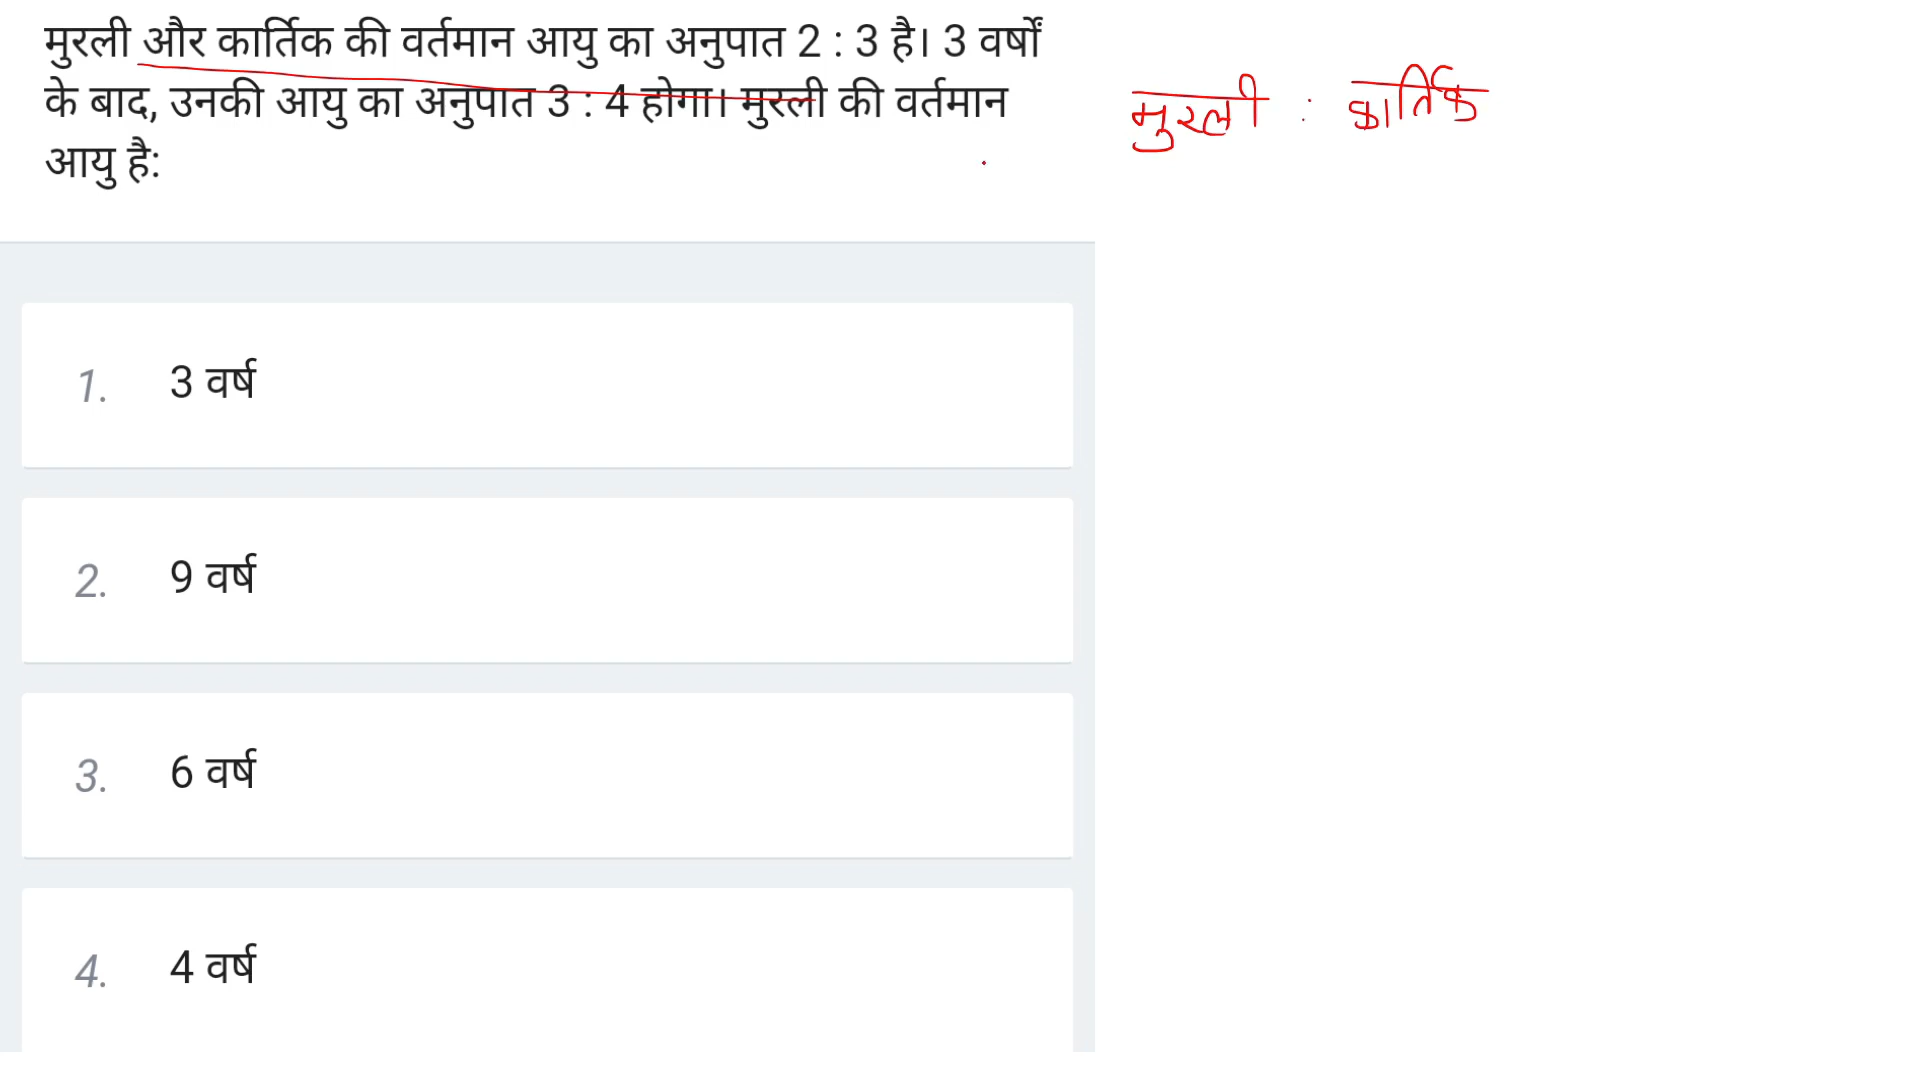 मुरली और कार्तिक की वर्तमान आयु का अनुपात 2 : 3 है। 3 वर्षों
के बाद, उनकी आयु का अनुपात 3 : 4 होगा। मुरली की वर्तमान
आयु है:
मुरली : कार्तिक
1. 3 वर्ष
2. 9 वर्ष
3. 6 वर्ष
4. 4 वर्ष